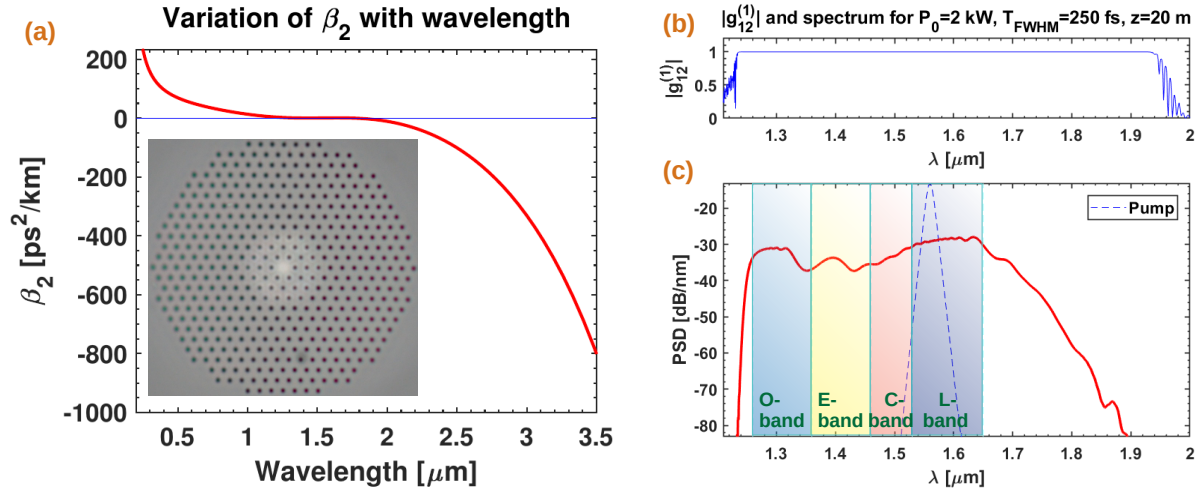 (a)
Variation of β₂ with wavelength
β₂ [ps²/km]
200
0
-200
-400
-600
-800
-1000
0.5 1 1.5 2 2.5 3 3.5
Wavelength [μm]
(b)
|g₁₂⁽¹⁾| and spectrum for P₀=2 kW, T_FWHM=250 fs, z=20 m
|g₁₂⁽¹⁾|
1
0.5
0
1.3 1.4 1.5 1.6 1.7 1.8 1.9 2
λ [μm]
(c)
PSD [dB/nm]
-20
-30
-40
-50
-60
-70
-80
Pump
O-band
E-band
C-band
L-band
1.3 1.4 1.5 1.6 1.7 1.8 1.9 2
λ [μm]